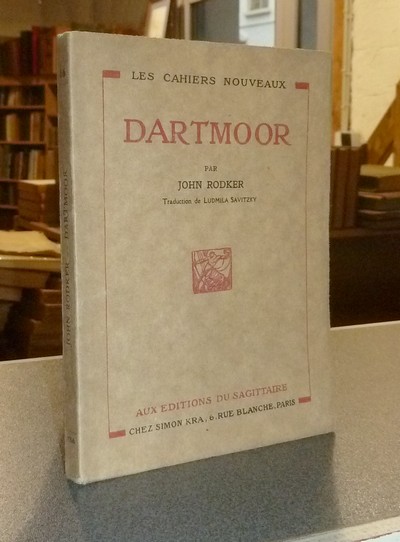 LES CAHIERS NOUVEAUX
DARTMOOR
PAR
JOHN RODKER
Traduction de LUDMILA SAVITZKY
AUX EDITIONS DU SAGITTAIRE
CHEZ SIMON KRA, 6, RUE BLANCHE, PARIS
JOHN RODKER - DARTMOOR